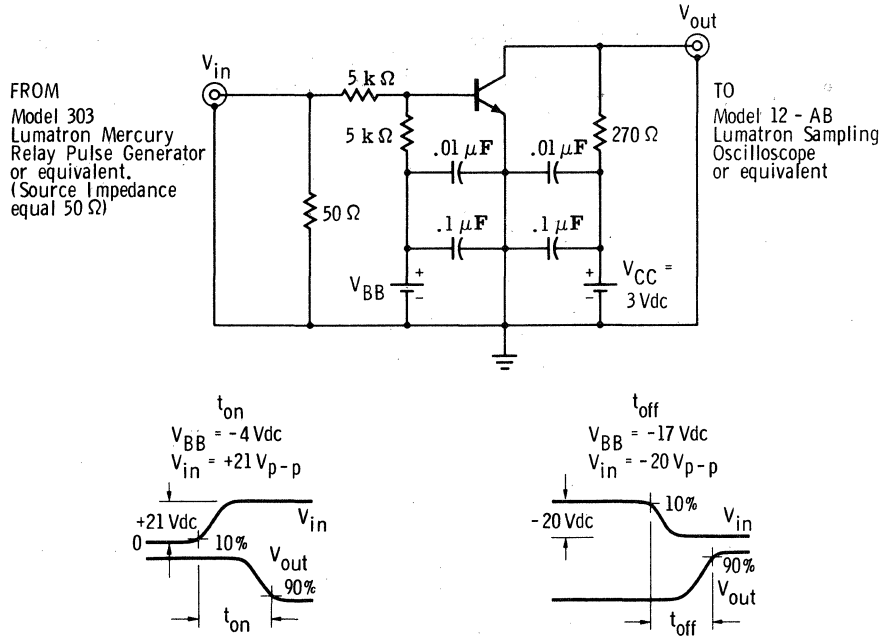 V_out
V_in
FROM
Model 303
Lumatron Mercury
Relay Pulse Generator
or equivalent.
(Source Impedance
equal 50 Ω)
5 k Ω
5 k Ω
.01 μF
.01 μF
270 Ω
50 Ω
.1 μF
.1 μF
V_BB
+
-
+
-
V_CC =
3 Vdc
TO
Model 12 - AB
Lumatron Sampling
Oscilloscope
or equivalent
t_on
V_BB = -4 Vdc
V_in = +21 V_p-p
+21 Vdc
0
10%
V_in
V_out
90%
t_on
t_off
V_BB = -17 Vdc
V_in = -20 V_p-p
-20 Vdc
10%
V_in
90%
V_out
t_off